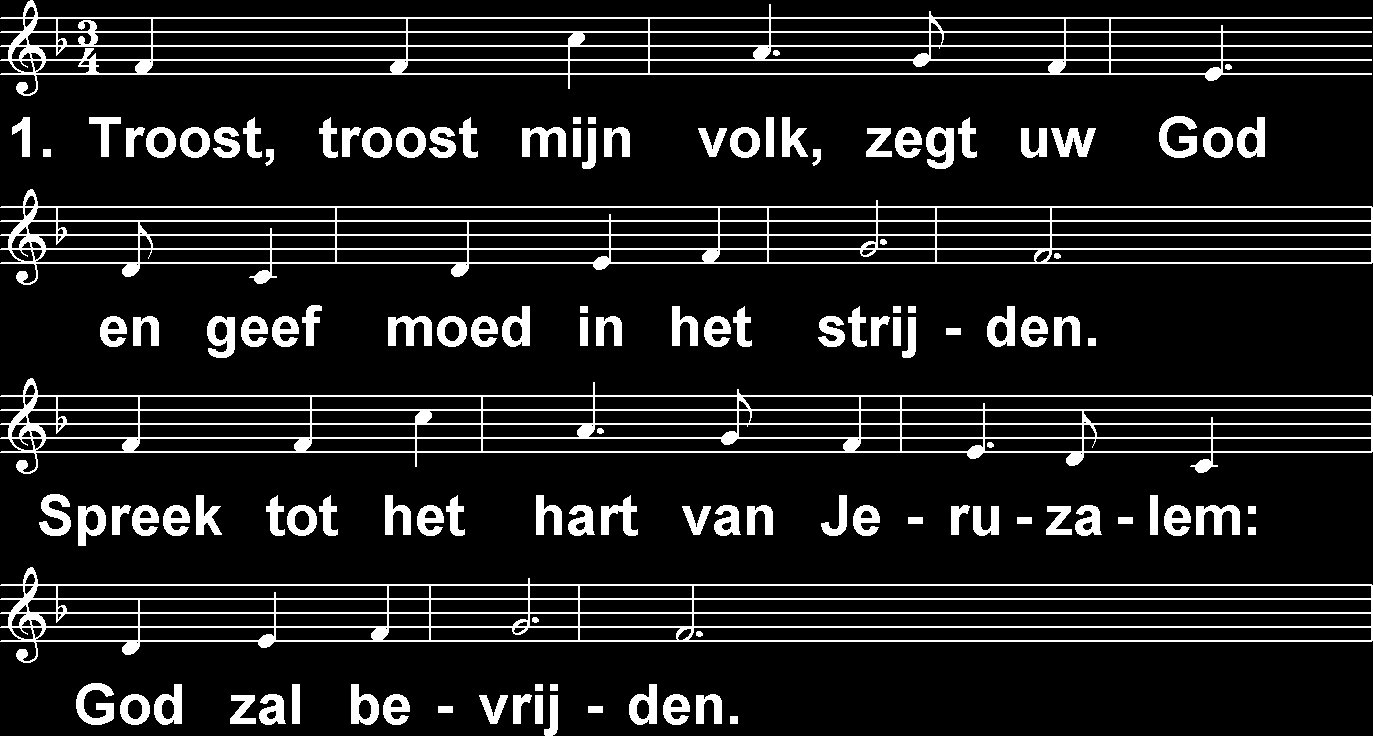 1. Troost, troost mijn volk, zegt uw God
en geef moed in het strij - den.
Spreek tot het hart van Je - ru - za - lem:
God zal be - vrij - den.